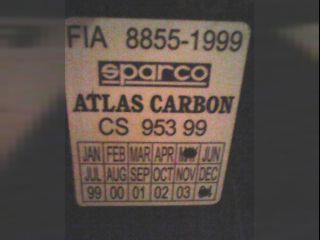 FIA 8855-1999
sparco
ATLAS CARBON
CS 953 99
JAN FEB MAR APR JUN
JUL AUG SEP OCT NOV DEC
99 00 01 02 03